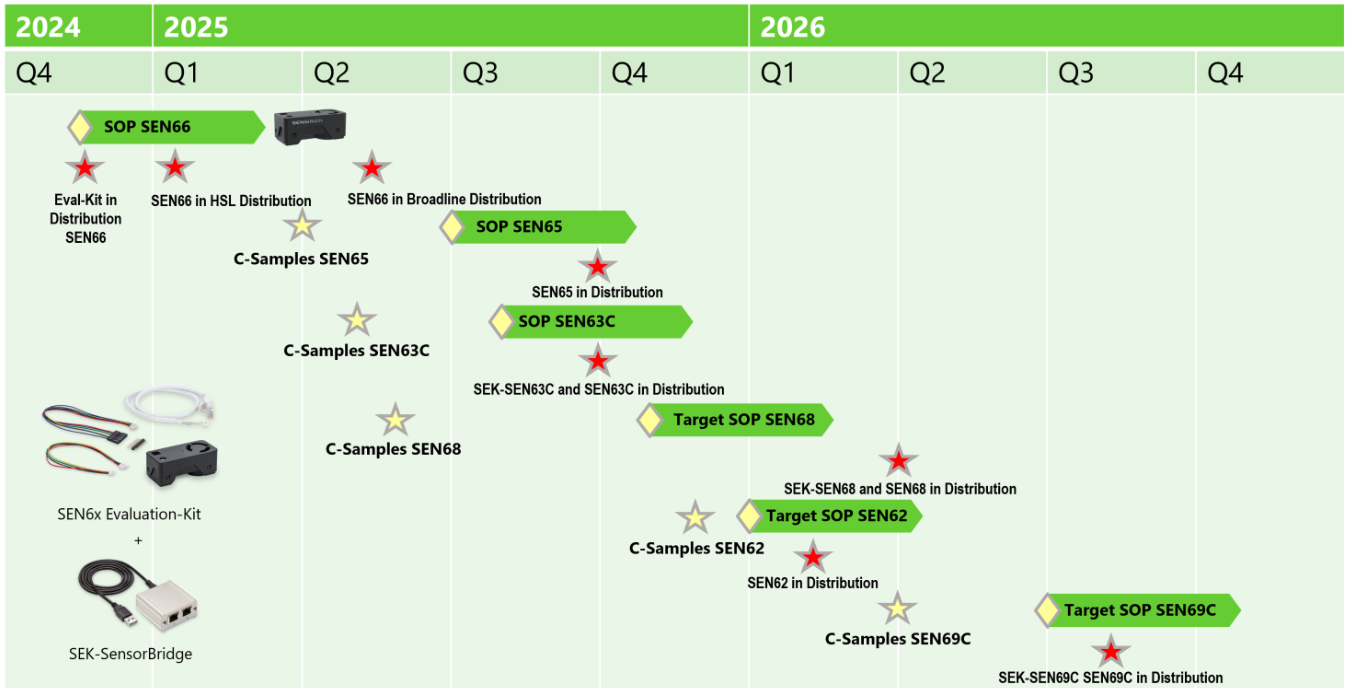 2024 2025 2026
Q4 Q1 Q2 Q3 Q4 Q1 Q2 Q3 Q4
SOP SEN66
SENSIRION
Eval-Kit in
Distribution
SEN66
SEN66 in HSL Distribution
SEN66 in Broadline Distribution
SOP SEN65
C-Samples SEN65
SEN65 in Distribution
SOP SEN63C
C-Samples SEN63C
SEK-SEN63C and SEN63C in Distribution
Target SOP SEN68
C-Samples SEN68
SEK-SEN68 and SEN68 in Distribution
SEN6x Evaluation-Kit
+
SEK-SensorBridge
Target SOP SEN62
C-Samples SEN62
SEN62 in Distribution
Target SOP SEN69C
C-Samples SEN69C
SEK-SEN69C SEN69C in Distribution